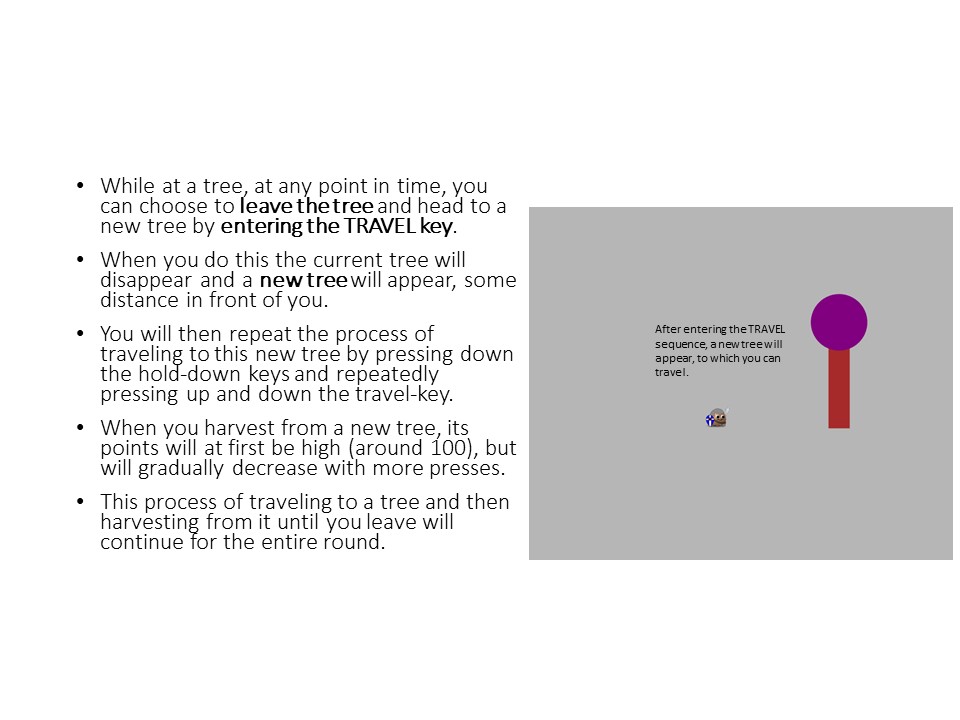 • While at a tree, at any point in time, you
can choose to leave the tree and head to a
new tree by entering the TRAVEL key.
• When you do this the current tree will
disappear and a new tree will appear, some
distance in front of you.
• You will then repeat the process of
traveling to this new tree by pressing down
the hold-down keys and repeatedly
pressing up and down the travel-key.
• When you harvest from a new tree, its
points will at first be high (around 100), but
will gradually decrease with more presses.
• This process of traveling to a tree and then
harvesting from it until you leave will
continue for the entire round.
After entering the TRAVEL
sequence, a new tree will
appear, to which you can
travel.